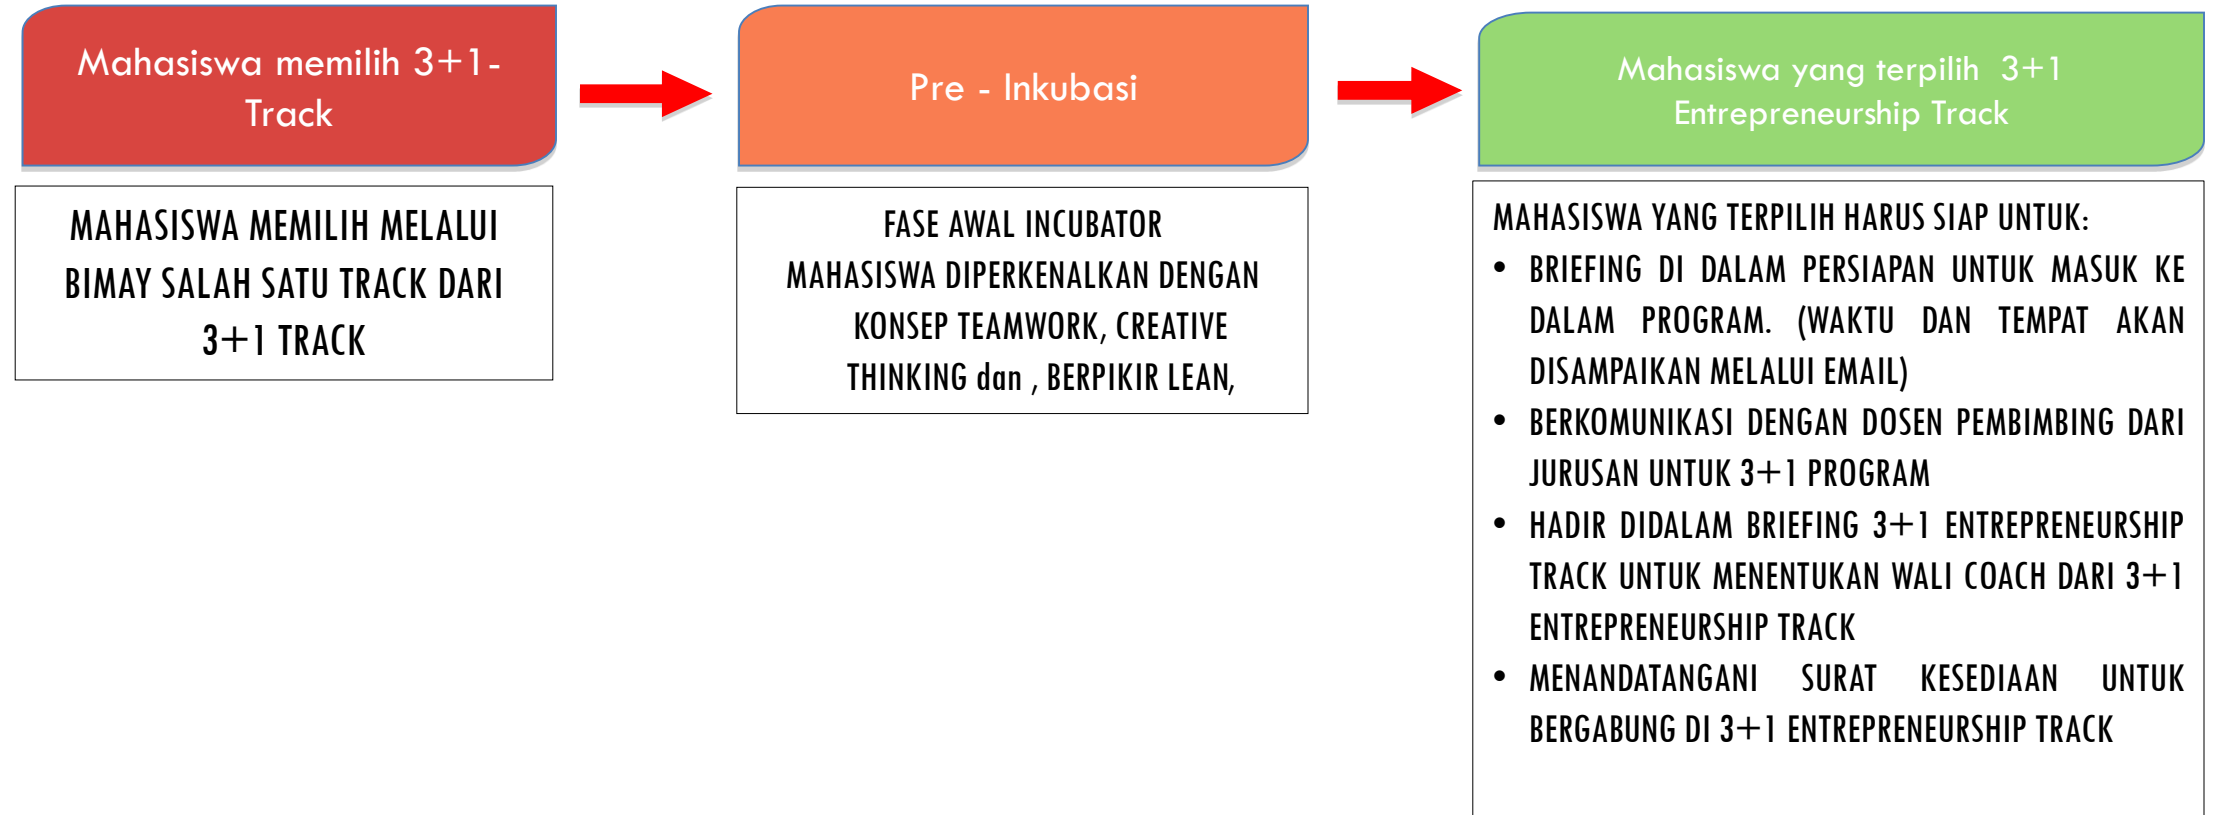 Mahasiswa memilih 3+1-
Track
Pre - Inkubasi
Mahasiswa yang terpilih 3+1
Entrepreneurship Track
MAHASISWA MEMILIH MELALUI
BIMAY SALAH SATU TRACK DARI
3+1 TRACK
FASE AWAL INCUBATOR
MAHASISWA DIPERKENALKAN DENGAN
KONSEP TEAMWORK, CREATIVE
THINKING dan , BERPIKIR LEAN,
MAHASISWA YANG TERPILIH HARUS SIAP UNTUK:
• BRIEFING DI DALAM PERSIAPAN UNTUK MASUK KE
DALAM PROGRAM. (WAKTU DAN TEMPAT AKAN
DISAMPAIKAN MELALUI EMAIL)
• BERKOMUNIKASI DENGAN DOSEN PEMBIMBING DARI
JURUSAN UNTUK 3+1 PROGRAM
• HADIR DIDALAM BRIEFING 3+1 ENTREPRENEURSHIP
TRACK UNTUK MENENTUKAN WALI COACH DARI 3+1
ENTREPRENEURSHIP TRACK
• MENANDATANGANI SURAT KESEDIAAN UNTUK
BERGABUNG DI 3+1 ENTREPRENEURSHIP TRACK